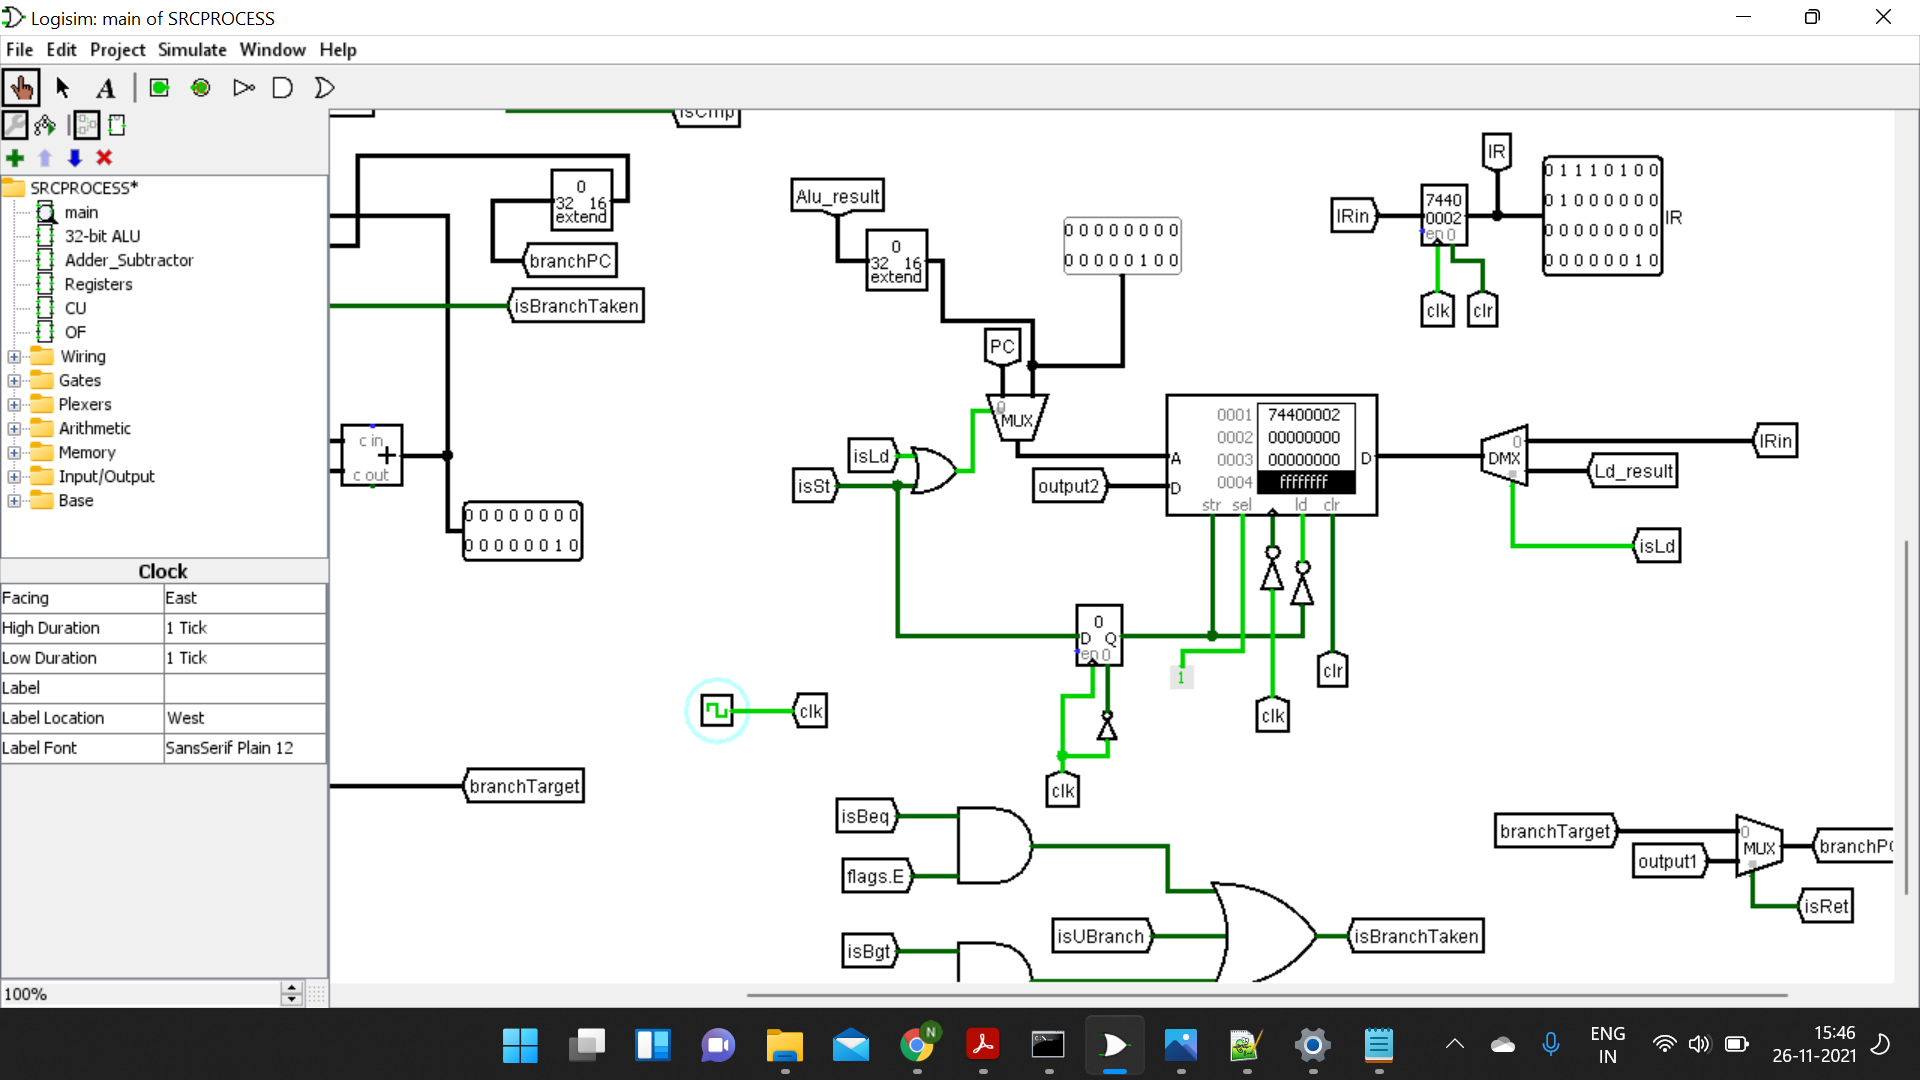 Logisim: main of SRCPROCESS
File Edit Project Simulate Window Help
A
SRCPROCESS*
main
32-bit ALU
Adder_Subtractor
Registers
CU
OF
Wiring
Gates
Plexers
Arithmetic
Memory
Input/Output
Base
Clock
Facing East
High Duration 1 Tick
Low Duration 1 Tick
Label
Label Location West
Label Font SansSerif Plain 12
100%
isCmp
0
32 16
extend
branchPC
isBranchTaken
c in
+
c out
0 0 0 0 0 0 0 0
0 0 0 0 0 0 1 0
branchTarget
Alu_result
0
32 16
extend
0 0 0 0 0 0 0 0
0 0 0 0 0 1 0 0
PC
0
MUX
isLd
isSt
output2
A
D
0001 74400002
0002 00000000
0003 00000000
0004 ffffffff
D
str sel ld clr
IR
IRin
7440
0002
en 0
clk
clr
0 1 1 1 0 1 0 0
0 1 0 0 0 0 0 0
0 0 0 0 0 0 0 0
0 0 0 0 0 0 1 0
IR
0
DMX
IRin
Ld_result
isLd
0
D Q
en 0
1
clr
clk
clk
clk
isBeq
flags.E
isBgt
isUBranch
isBranchTaken
branchTarget
output1
0
MUX
branchPC
isRet
N
ENG
IN
15:46
26-11-2021